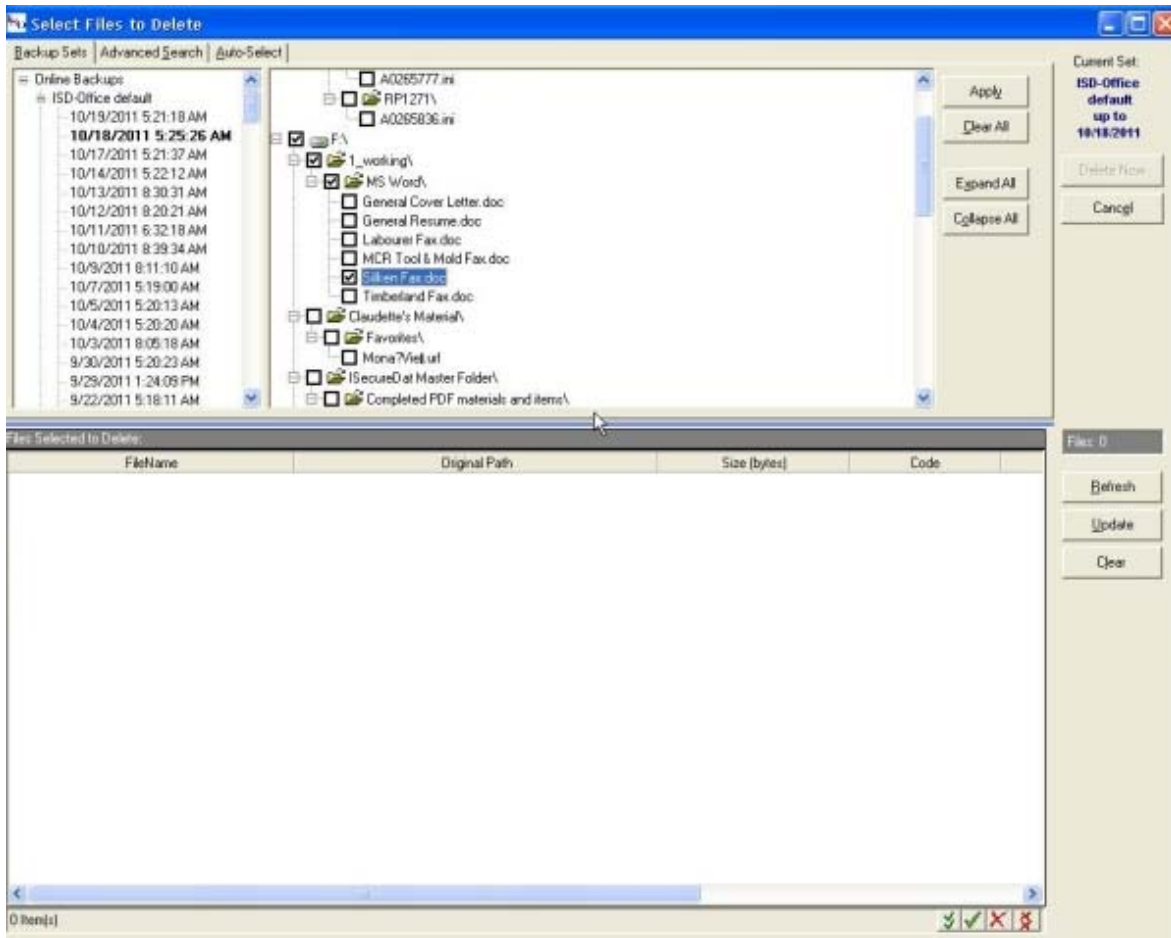 Select Files to Delete
Backup Sets Advanced Search Auto-Select
Online Backups
ISD-Office default
10/19/2011 5:21:18 AM
10/18/2011 5:25:26 AM
10/17/2011 5:21:37 AM
10/14/2011 5:22:12 AM
10/13/2011 8:30:31 AM
10/12/2011 8:20:21 AM
10/11/2011 6:32:18 AM
10/10/2011 8:39:34 AM
10/9/2011 8:11:10 AM
10/7/2011 5:19:00 AM
10/5/2011 5:20:13 AM
10/4/2011 5:20:20 AM
10/3/2011 8:05:18 AM
9/30/2011 5:20:23 AM
9/29/2011 1:24:09 PM
9/22/2011 5:18:11 AM
A0265777.ini
RP1271\
A0265836.ini
F:\
1_working\
MS Word\
General Cover Letter.doc
General Resume.doc
Labourer Fax.doc
MCR Tool & Mold Fax.doc
Silken Fax.doc
Timberland Fax.doc
Claudette's Material\
Favorites\
ISecureDat Master Folder\
Completed PDF materials and items\
Apply
Clear All
Expand All
Collapse All
Current Set:
ISD-Office
default
up to
10/18/2011
Delete Now
Cancel
Files Selected to Delete:
FileName Original Path Size (bytes) Code
Files: 0
Refresh
Update
Clear
0 Item(s)